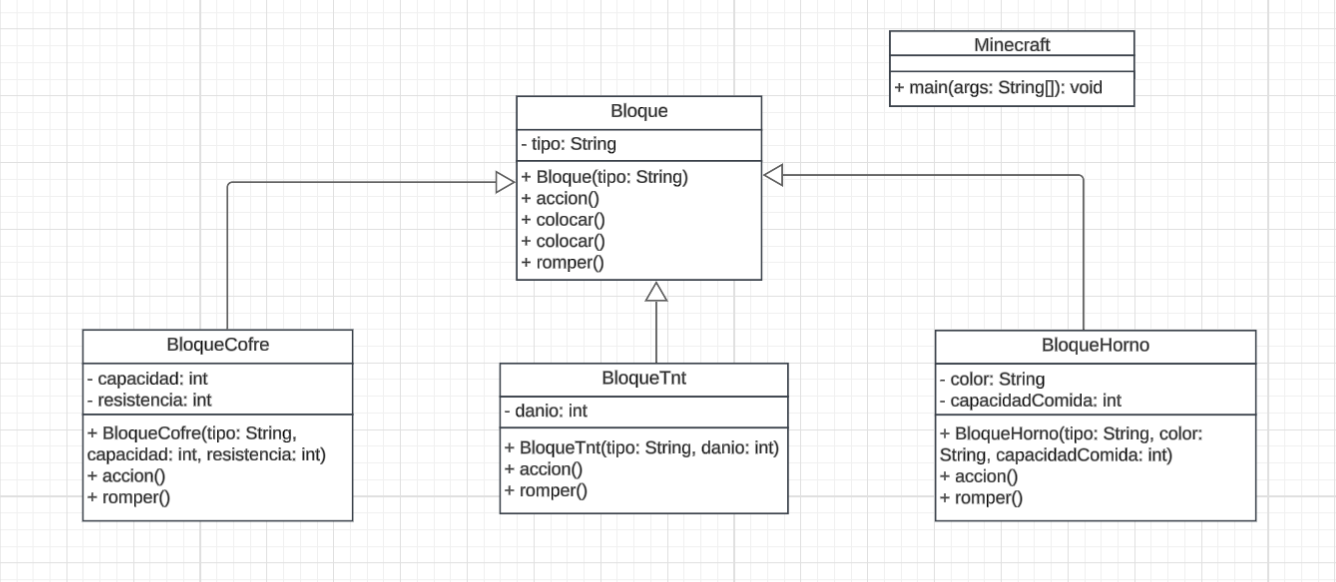 Minecraft
+ main(args: String[]): void
Bloque
- tipo: String
+ Bloque(tipo: String)
+ accion()
+ colocar()
+ colocar()
+ romper()
BloqueCofre
- capacidad: int
- resistencia: int
+ BloqueCofre(tipo: String,
capacidad: int, resistencia: int)
+ accion()
+ romper()
BloqueTnt
- danio: int
+ BloqueTnt(tipo: String, danio: int)
+ accion()
+ romper()
BloqueHorno
- color: String
- capacidadComida: int
+ BloqueHorno(tipo: String, color:
String, capacidadComida: int)
+ accion()
+ romper()